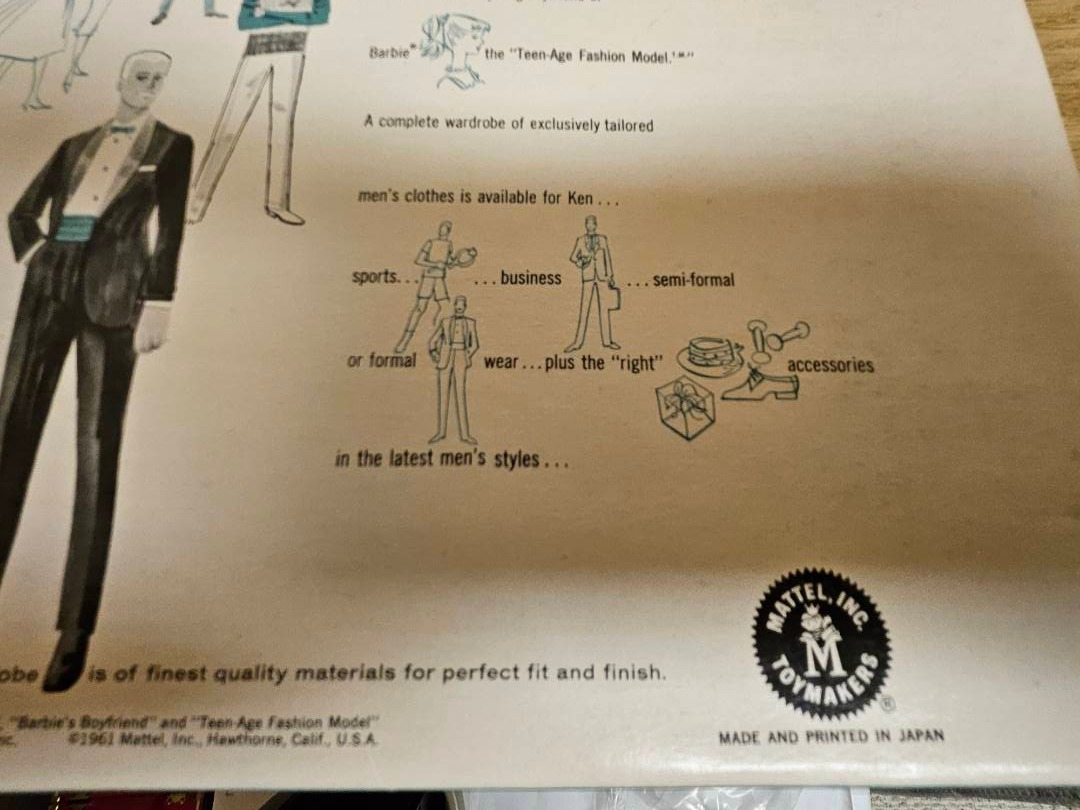 Barbie® the "Teen-Age Fashion Model,"™
A complete wardrobe of exclusively tailored
men's clothes is available for Ken...
sports... ...business ...semi-formal
or formal wear...plus the "right" accessories
in the latest men's styles...
MATTEL, INC.
M
TOYMAKERS
®
obe is of finest quality materials for perfect fit and finish.
"Barbie's Boyfriend" and "Teen-Age Fashion Model"
©1961 Mattel, Inc., Hawthorne, Calif., U.S.A.
MADE AND PRINTED IN JAPAN